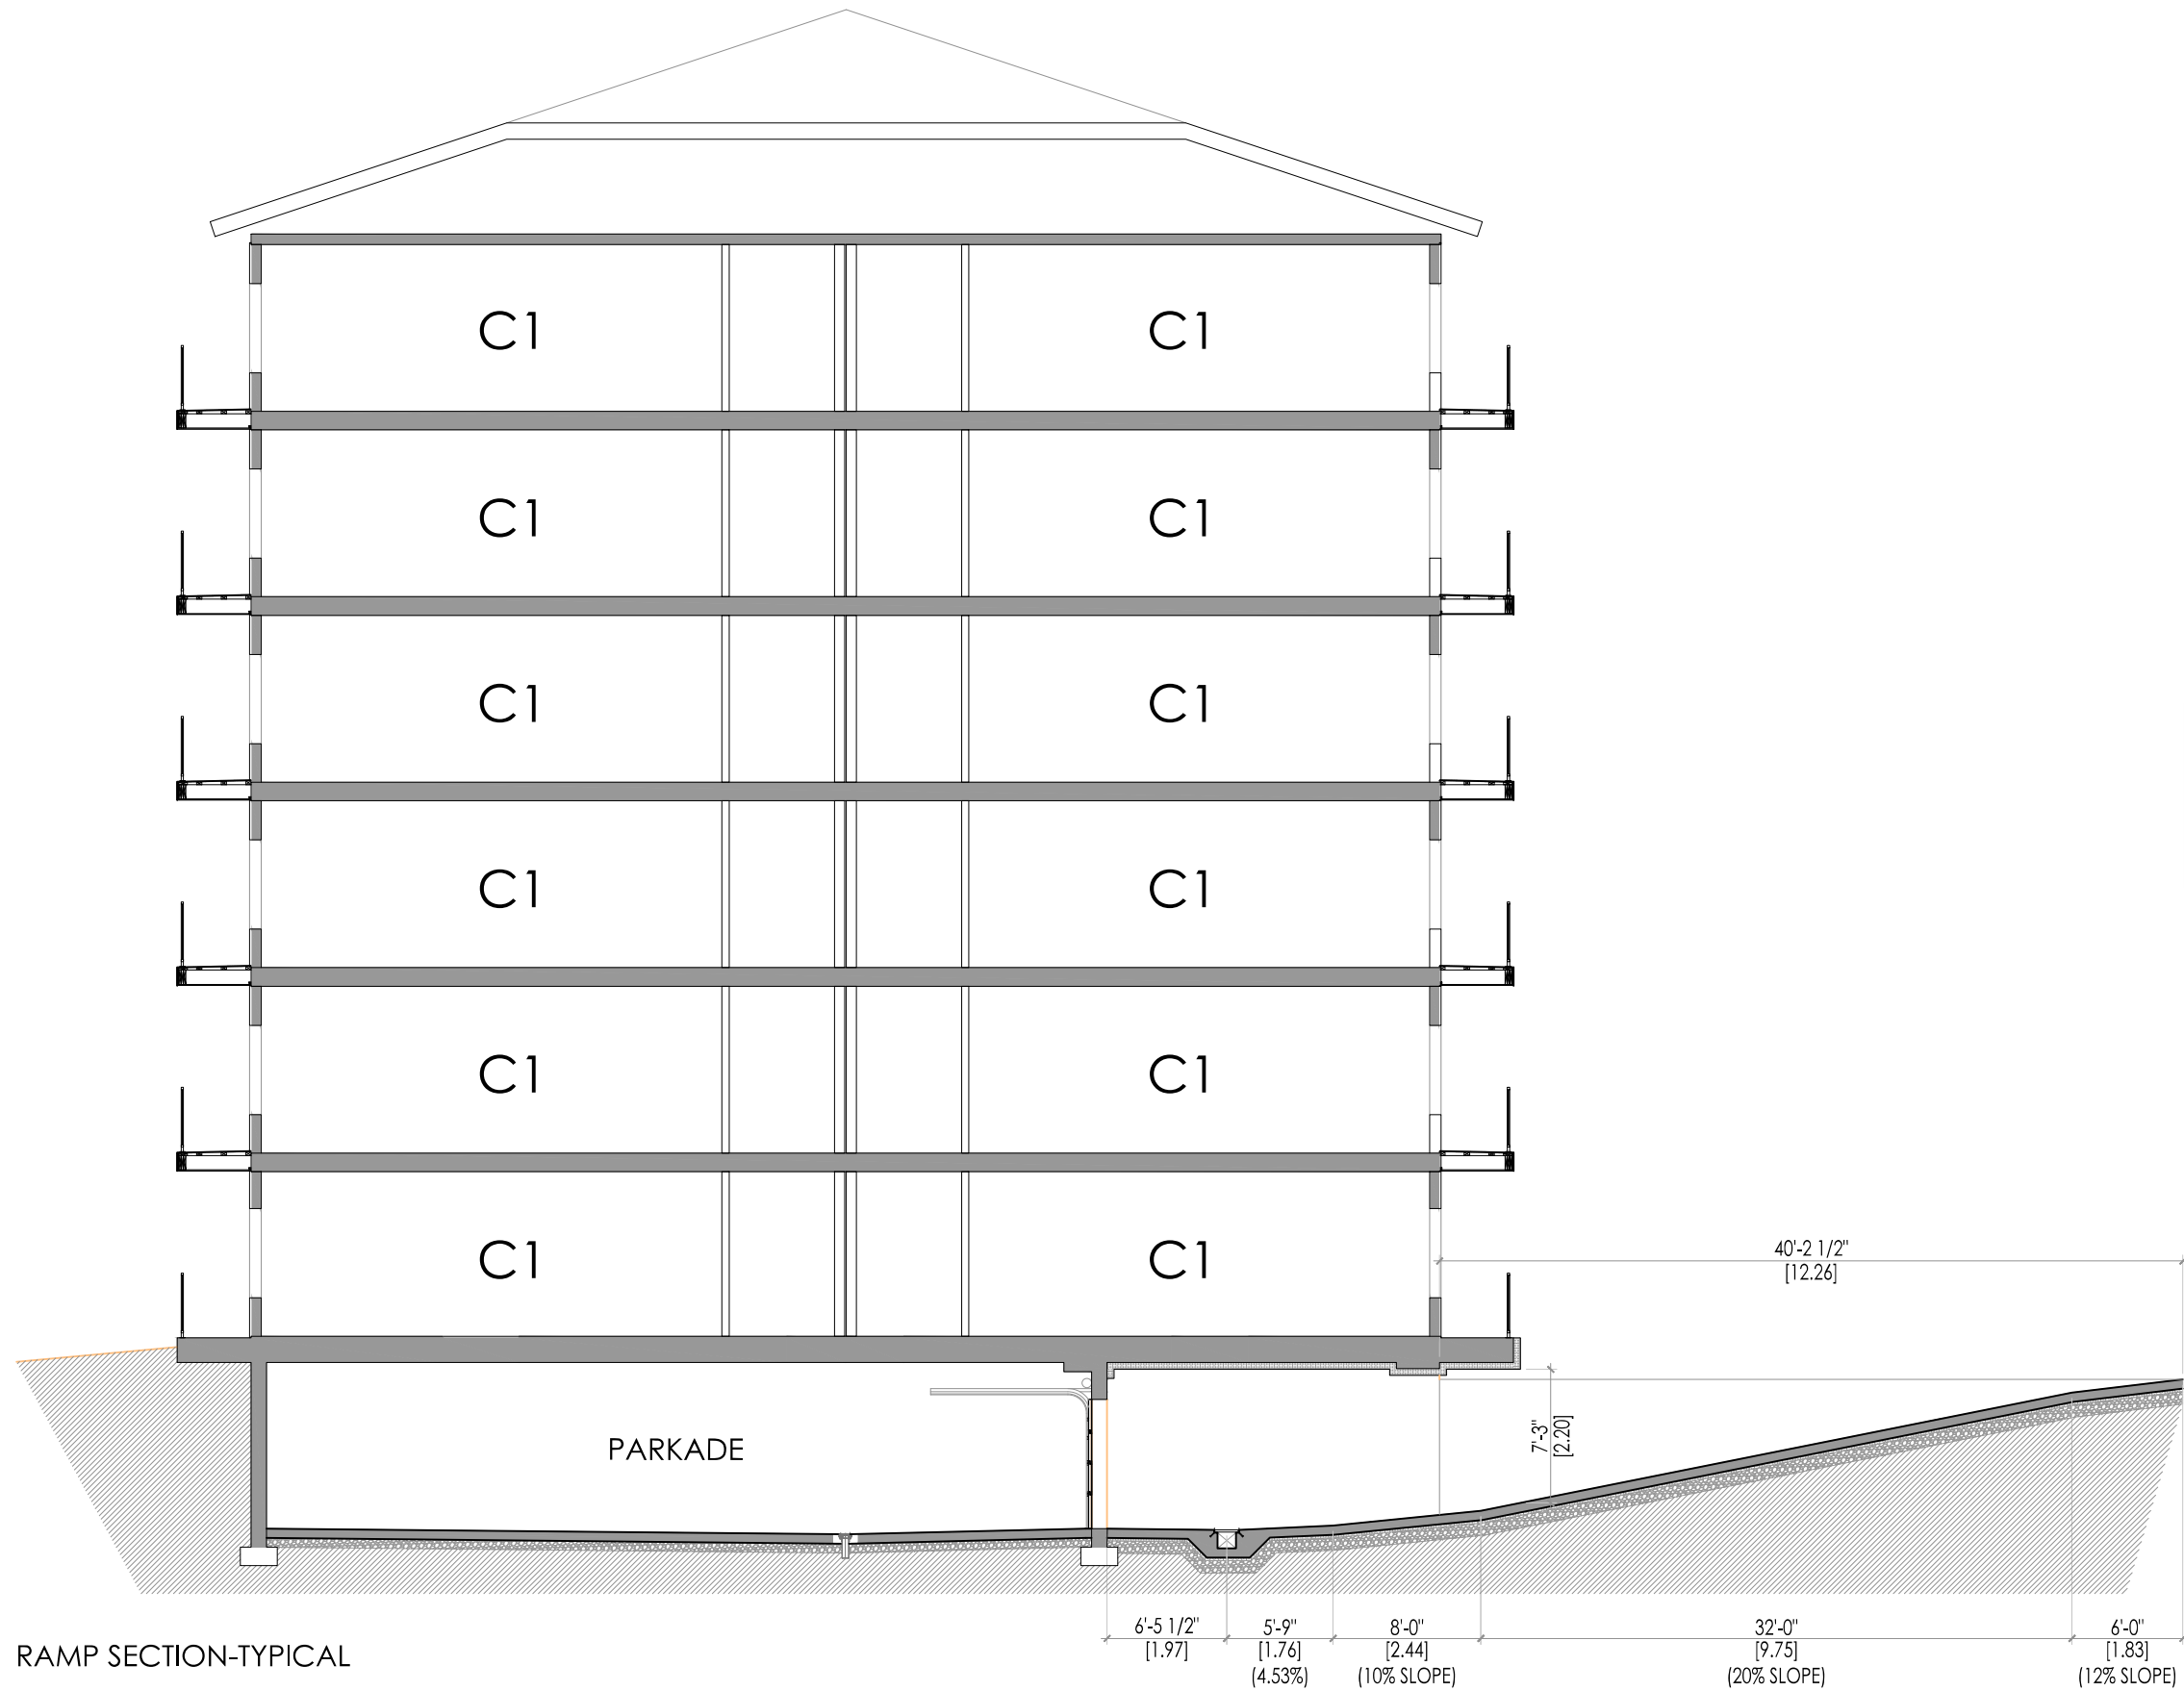 C1 C1
C1 C1
C1 C1
C1 C1
C1 C1
C1 C1
40'-2 1/2"
[12.26]
PARKADE
7'-3"
[2.20]
6'-5 1/2"
[1.97]
5'-9"
[1.76]
(4.53%)
8'-0"
[2.44]
(10% SLOPE)
32'-0"
[9.75]
(20% SLOPE)
6'-0"
[1.83]
(12% SLOPE)
RAMP SECTION-TYPICAL